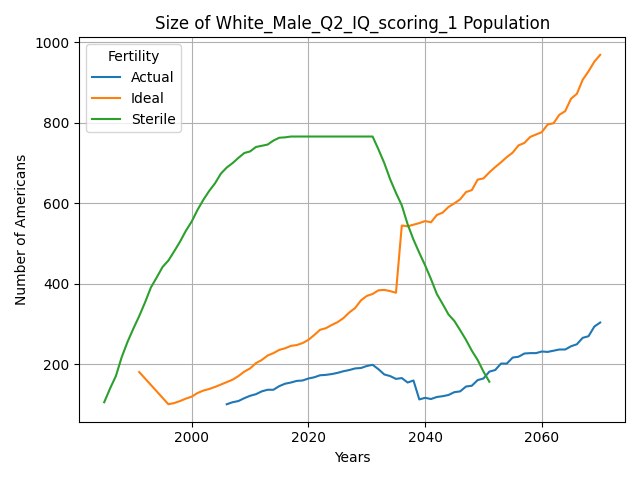 Size of White_Male_Q2_IQ_scoring_1 Population
Fertility
Actual
Ideal
Sterile
Number of Americans
1000
800
600
400
200
2000
2020
2040
2060
Years